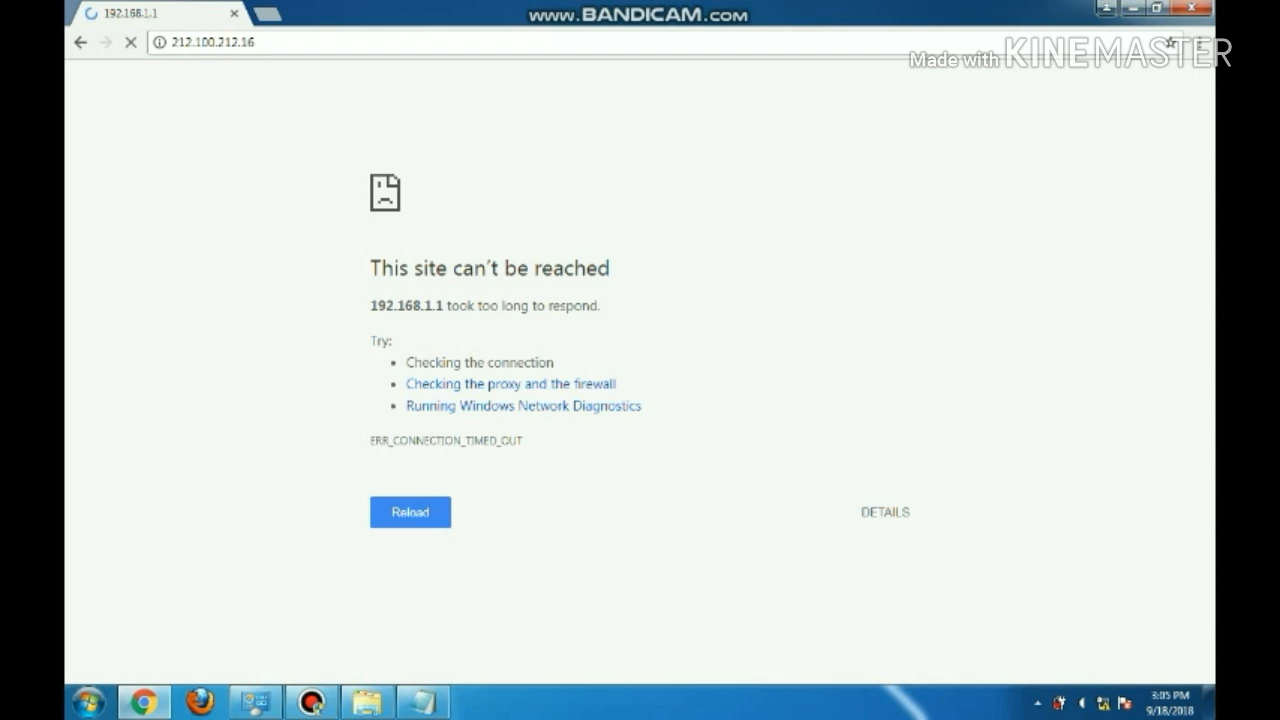 192.168.1.1
www.BANDICAM.com
212.100.212.16
Made with KINEMASTER
This site can't be reached
192.168.1.1 took too long to respond.
Try:
Checking the connection
Checking the proxy and the firewall
Running Windows Network Diagnostics
ERR_CONNECTION_TIMED_OUT
Reload
DETAILS
3:05 PM
9/18/2018